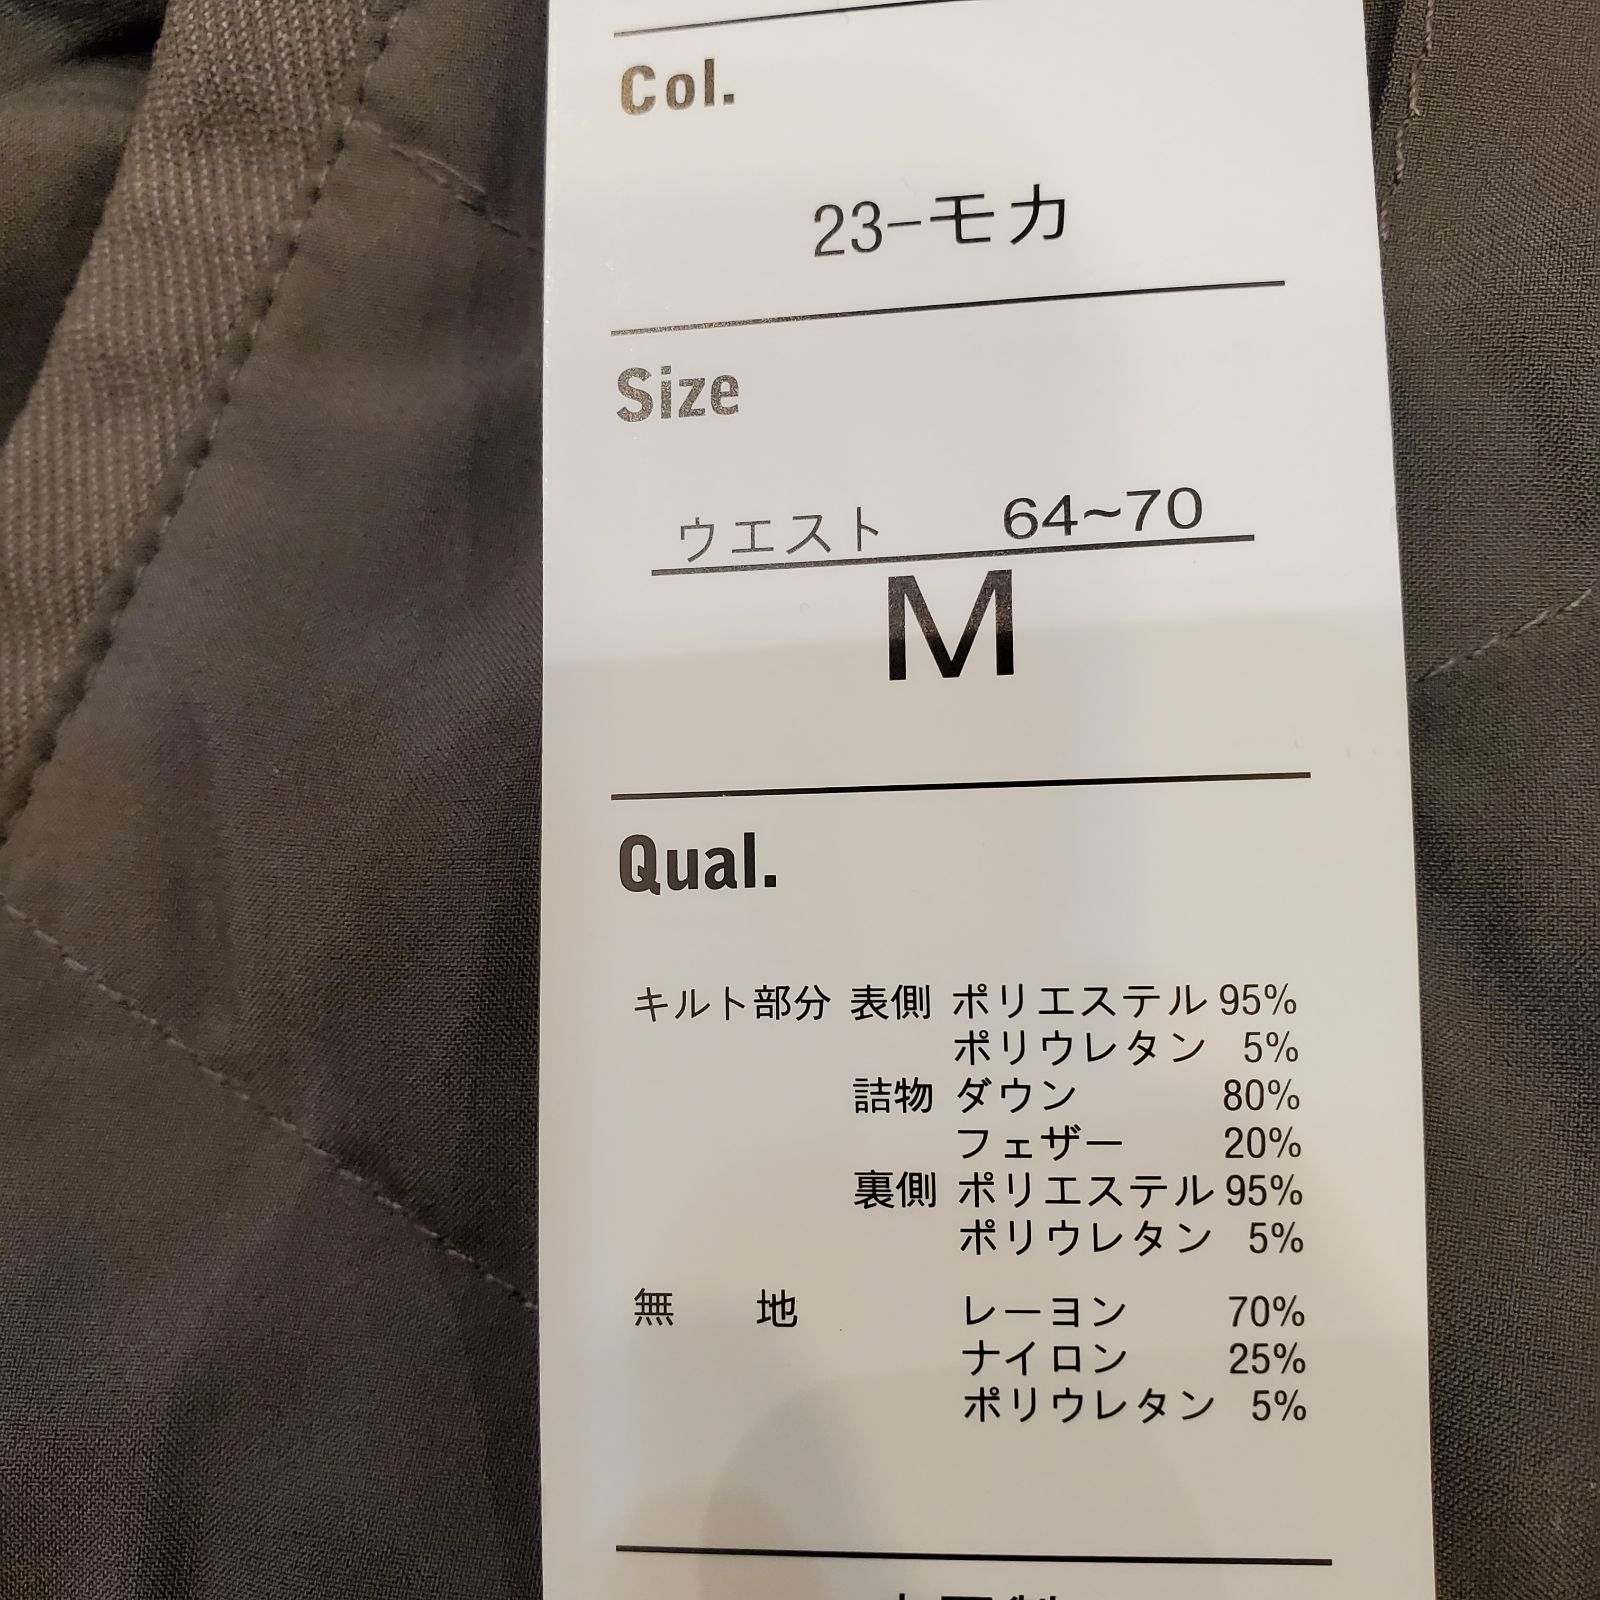 Col.
23-モカ
Size
ウエスト 64~70
M
Qual.
キルト部分 表側 ポリエステル 95%
ポリウレタン 5%
詰物 ダウン 80%
フェザー 20%
裏側 ポリエステル 95%
ポリウレタン 5%
無 地 レーヨン 70%
ナイロン 25%
ポリウレタン 5%